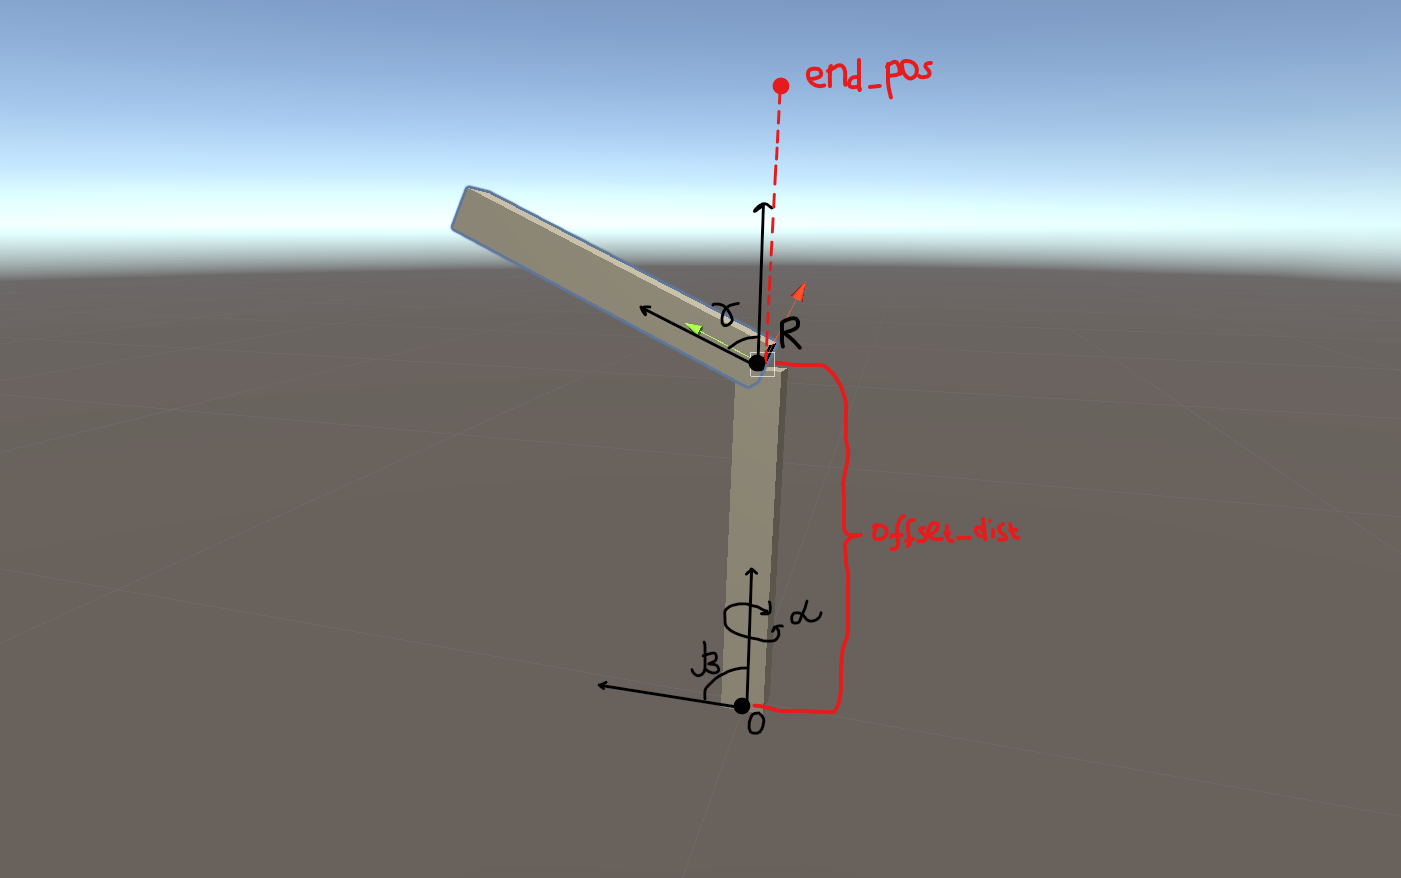 end_pos
γ
R
offset_dist
α
β
O